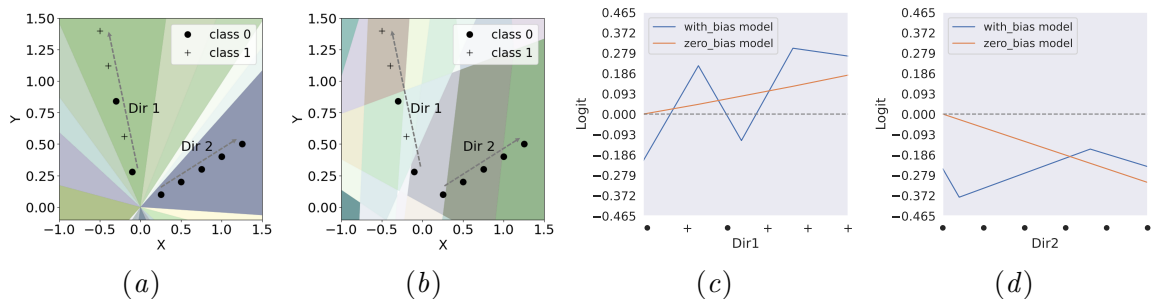 1.50
1.25
1.00
0.75
0.50
0.25
0.00
Y
class 0
class 1
Dir 1
Dir 2
−1.0 −0.5 0.0 0.5 1.0 1.5
X
(a)
1.50
1.25
1.00
0.75
0.50
0.25
0.00
Y
class 0
class 1
Dir 1
Dir 2
−1.0 −0.5 0.0 0.5 1.0 1.5
X
(b)
0.465
0.372
0.279
0.186
0.093
0.000
−0.093
−0.186
−0.279
−0.372
−0.465
Logit
with_bias model
zero_bias model
Dir1
(c)
0.465
0.372
0.279
0.186
0.093
0.000
−0.093
−0.186
−0.279
−0.372
−0.465
Logit
with_bias model
zero_bias model
Dir2
(d)